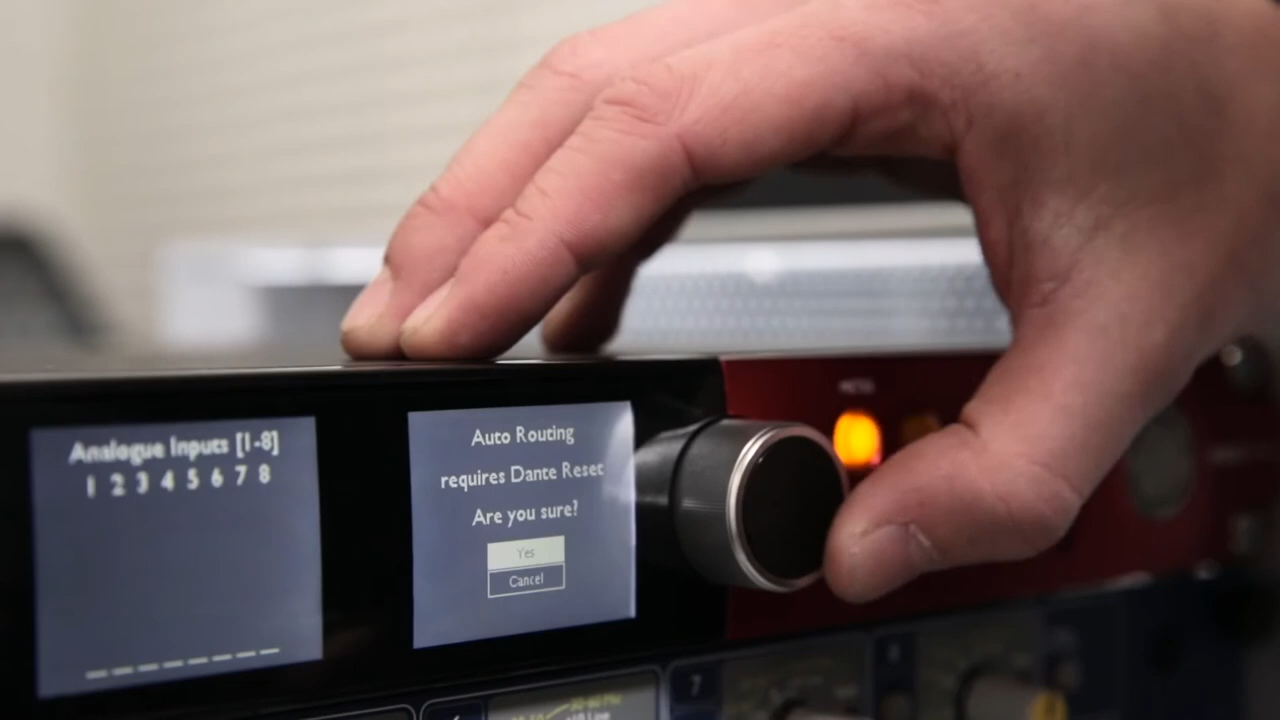 Analogue Inputs [1-8]
1 2 3 4 5 6 7 8
Auto Routing
requires Dante Reset
Are you sure?
Yes
Cancel
7